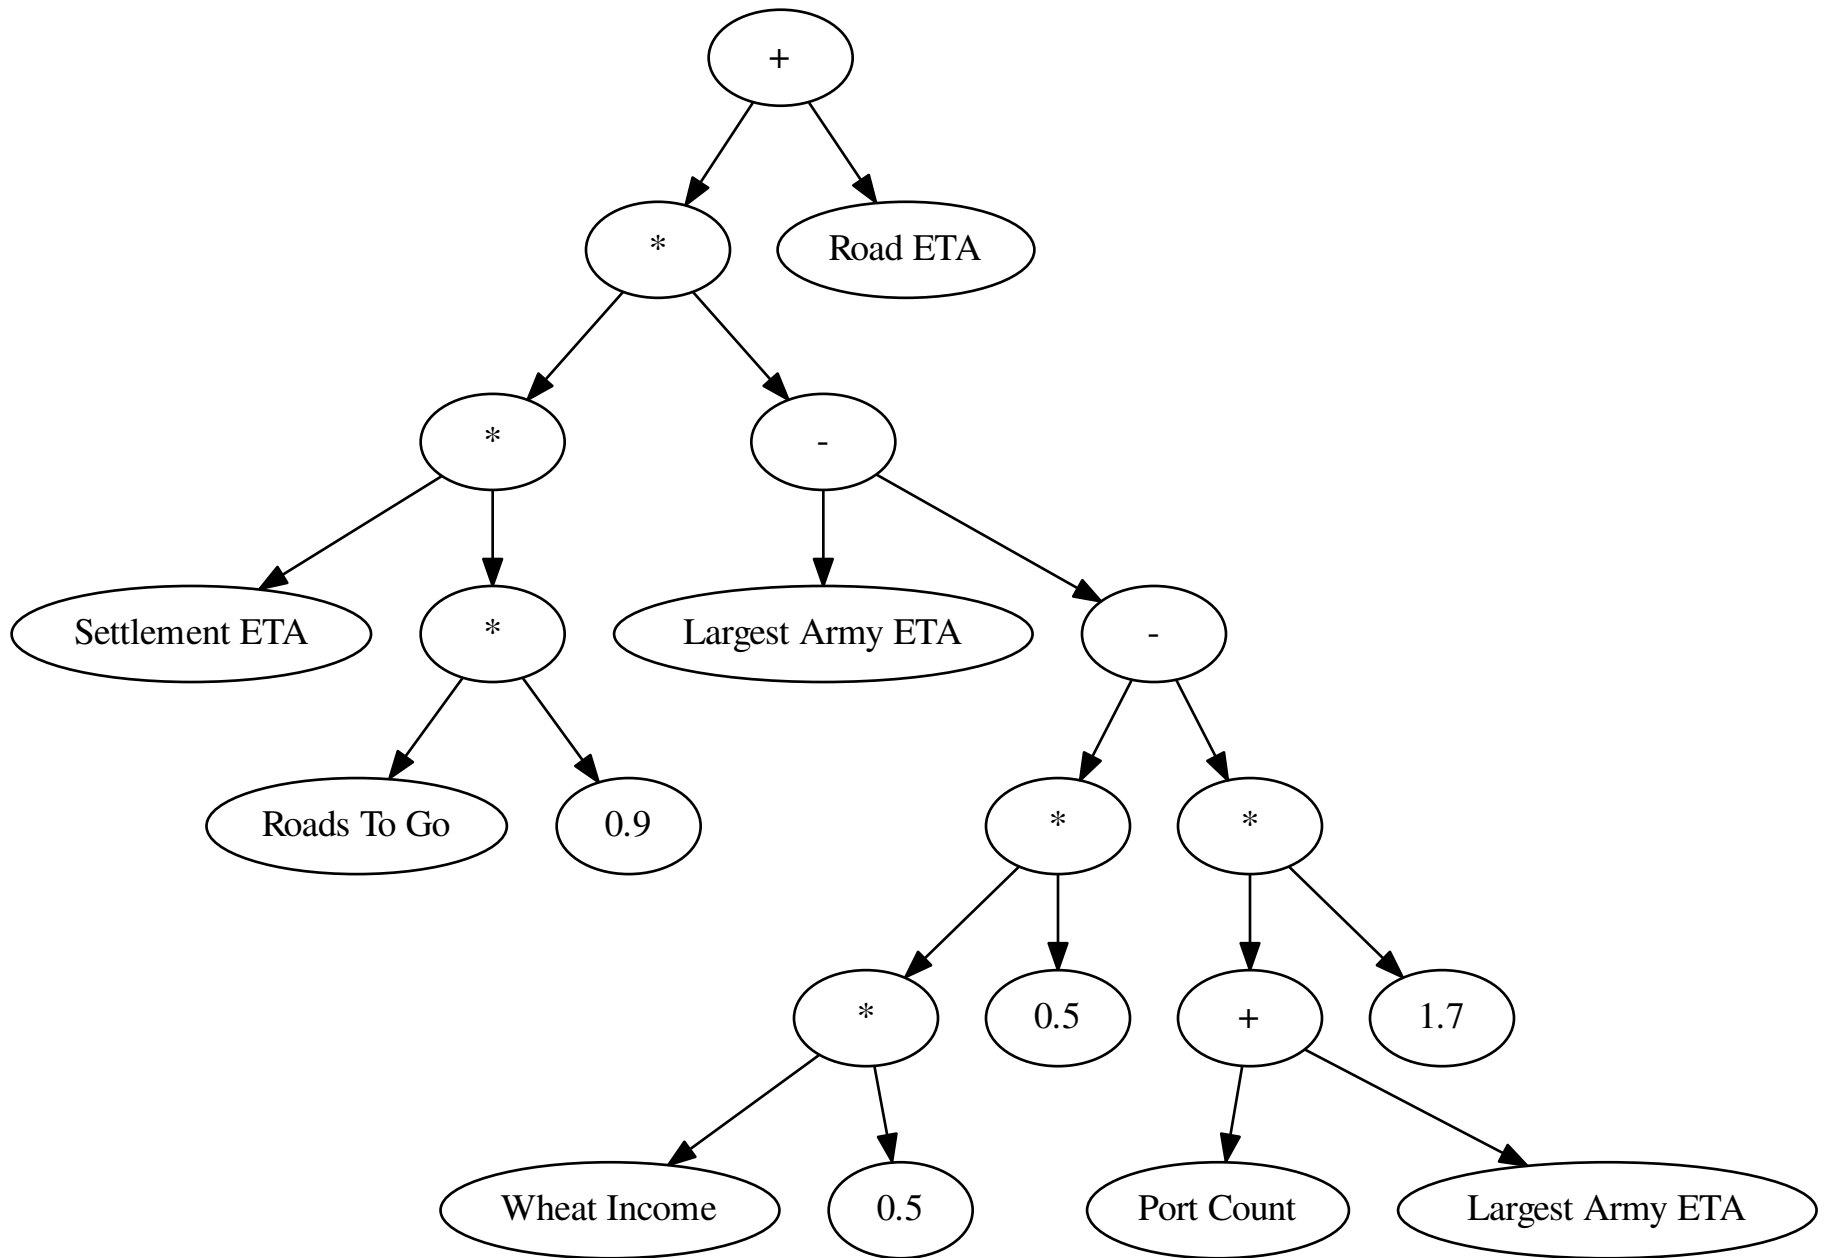 +
*
Road ETA
*
-
Settlement ETA
*
Largest Army ETA
-
Roads To Go
0.9
*
*
*
0.5
+
1.7
Wheat Income
0.5
Port Count
Largest Army ETA